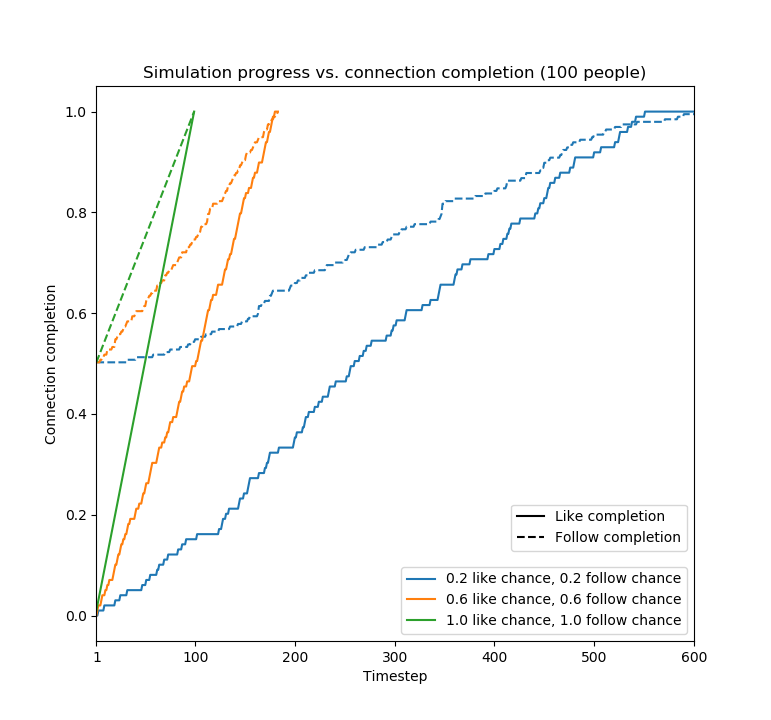 Simulation progress vs. connection completion (100 people)
Connection completion
1.0
0.8
0.6
0.4
0.2
0.0
Like completion
Follow completion
0.2 like chance, 0.2 follow chance
0.6 like chance, 0.6 follow chance
1.0 like chance, 1.0 follow chance
1 100 200 300 400 500 600
Timestep